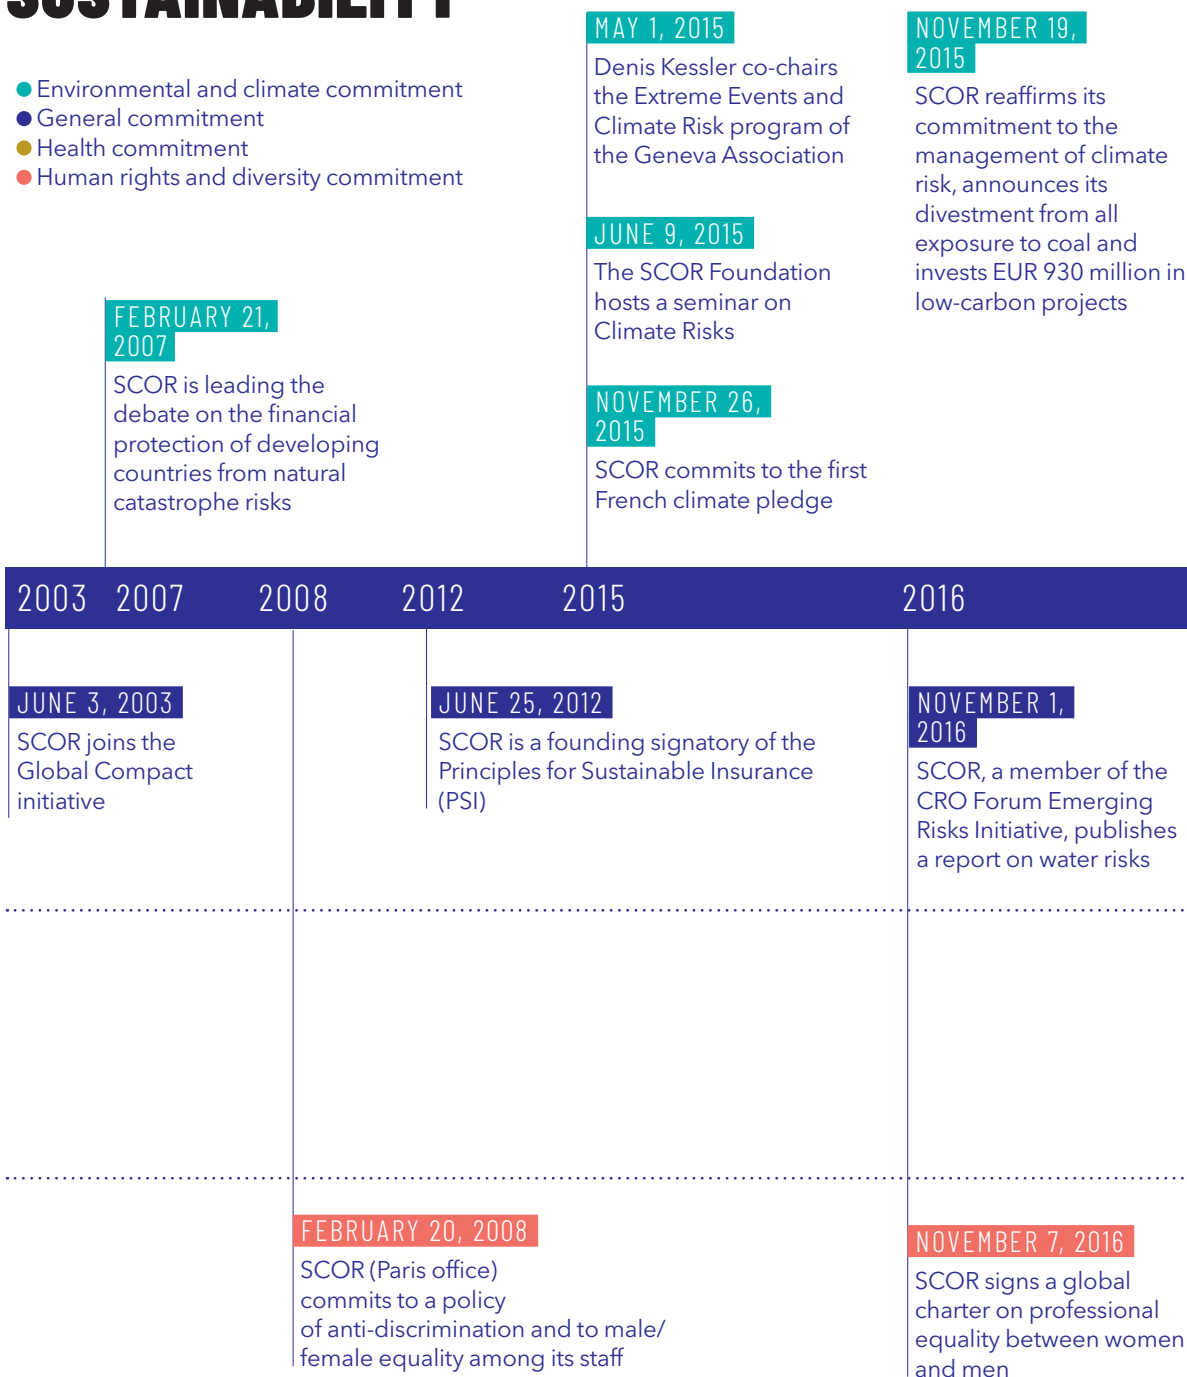 SUSTAINABILITY
Environmental and climate commitment
General commitment
Health commitment
Human rights and diversity commitment
FEBRUARY 21,
2007
SCOR is leading the
debate on the financial
protection of developing
countries from natural
catastrophe risks
MAY 1, 2015
Denis Kessler co-chairs
the Extreme Events and
Climate Risk program of
the Geneva Association
JUNE 9, 2015
The SCOR Foundation
hosts a seminar on
Climate Risks
NOVEMBER 26,
2015
SCOR commits to the first
French climate pledge
NOVEMBER 19,
2015
SCOR reaffirms its
commitment to the
management of climate
risk, announces its
divestment from all
exposure to coal and
invests EUR 930 million in
low-carbon projects
2003 2007 2008 2012 2015 2016
JUNE 3, 2003
SCOR joins the
Global Compact
initiative
JUNE 25, 2012
SCOR is a founding signatory of the
Principles for Sustainable Insurance
(PSI)
NOVEMBER 1,
2016
SCOR, a member of the
CRO Forum Emerging
Risks Initiative, publishes
a report on water risks
FEBRUARY 20, 2008
SCOR (Paris office)
commits to a policy
of anti-discrimination and to male/
female equality among its staff
NOVEMBER 7, 2016
SCOR signs a global
charter on professional
equality between women
and men